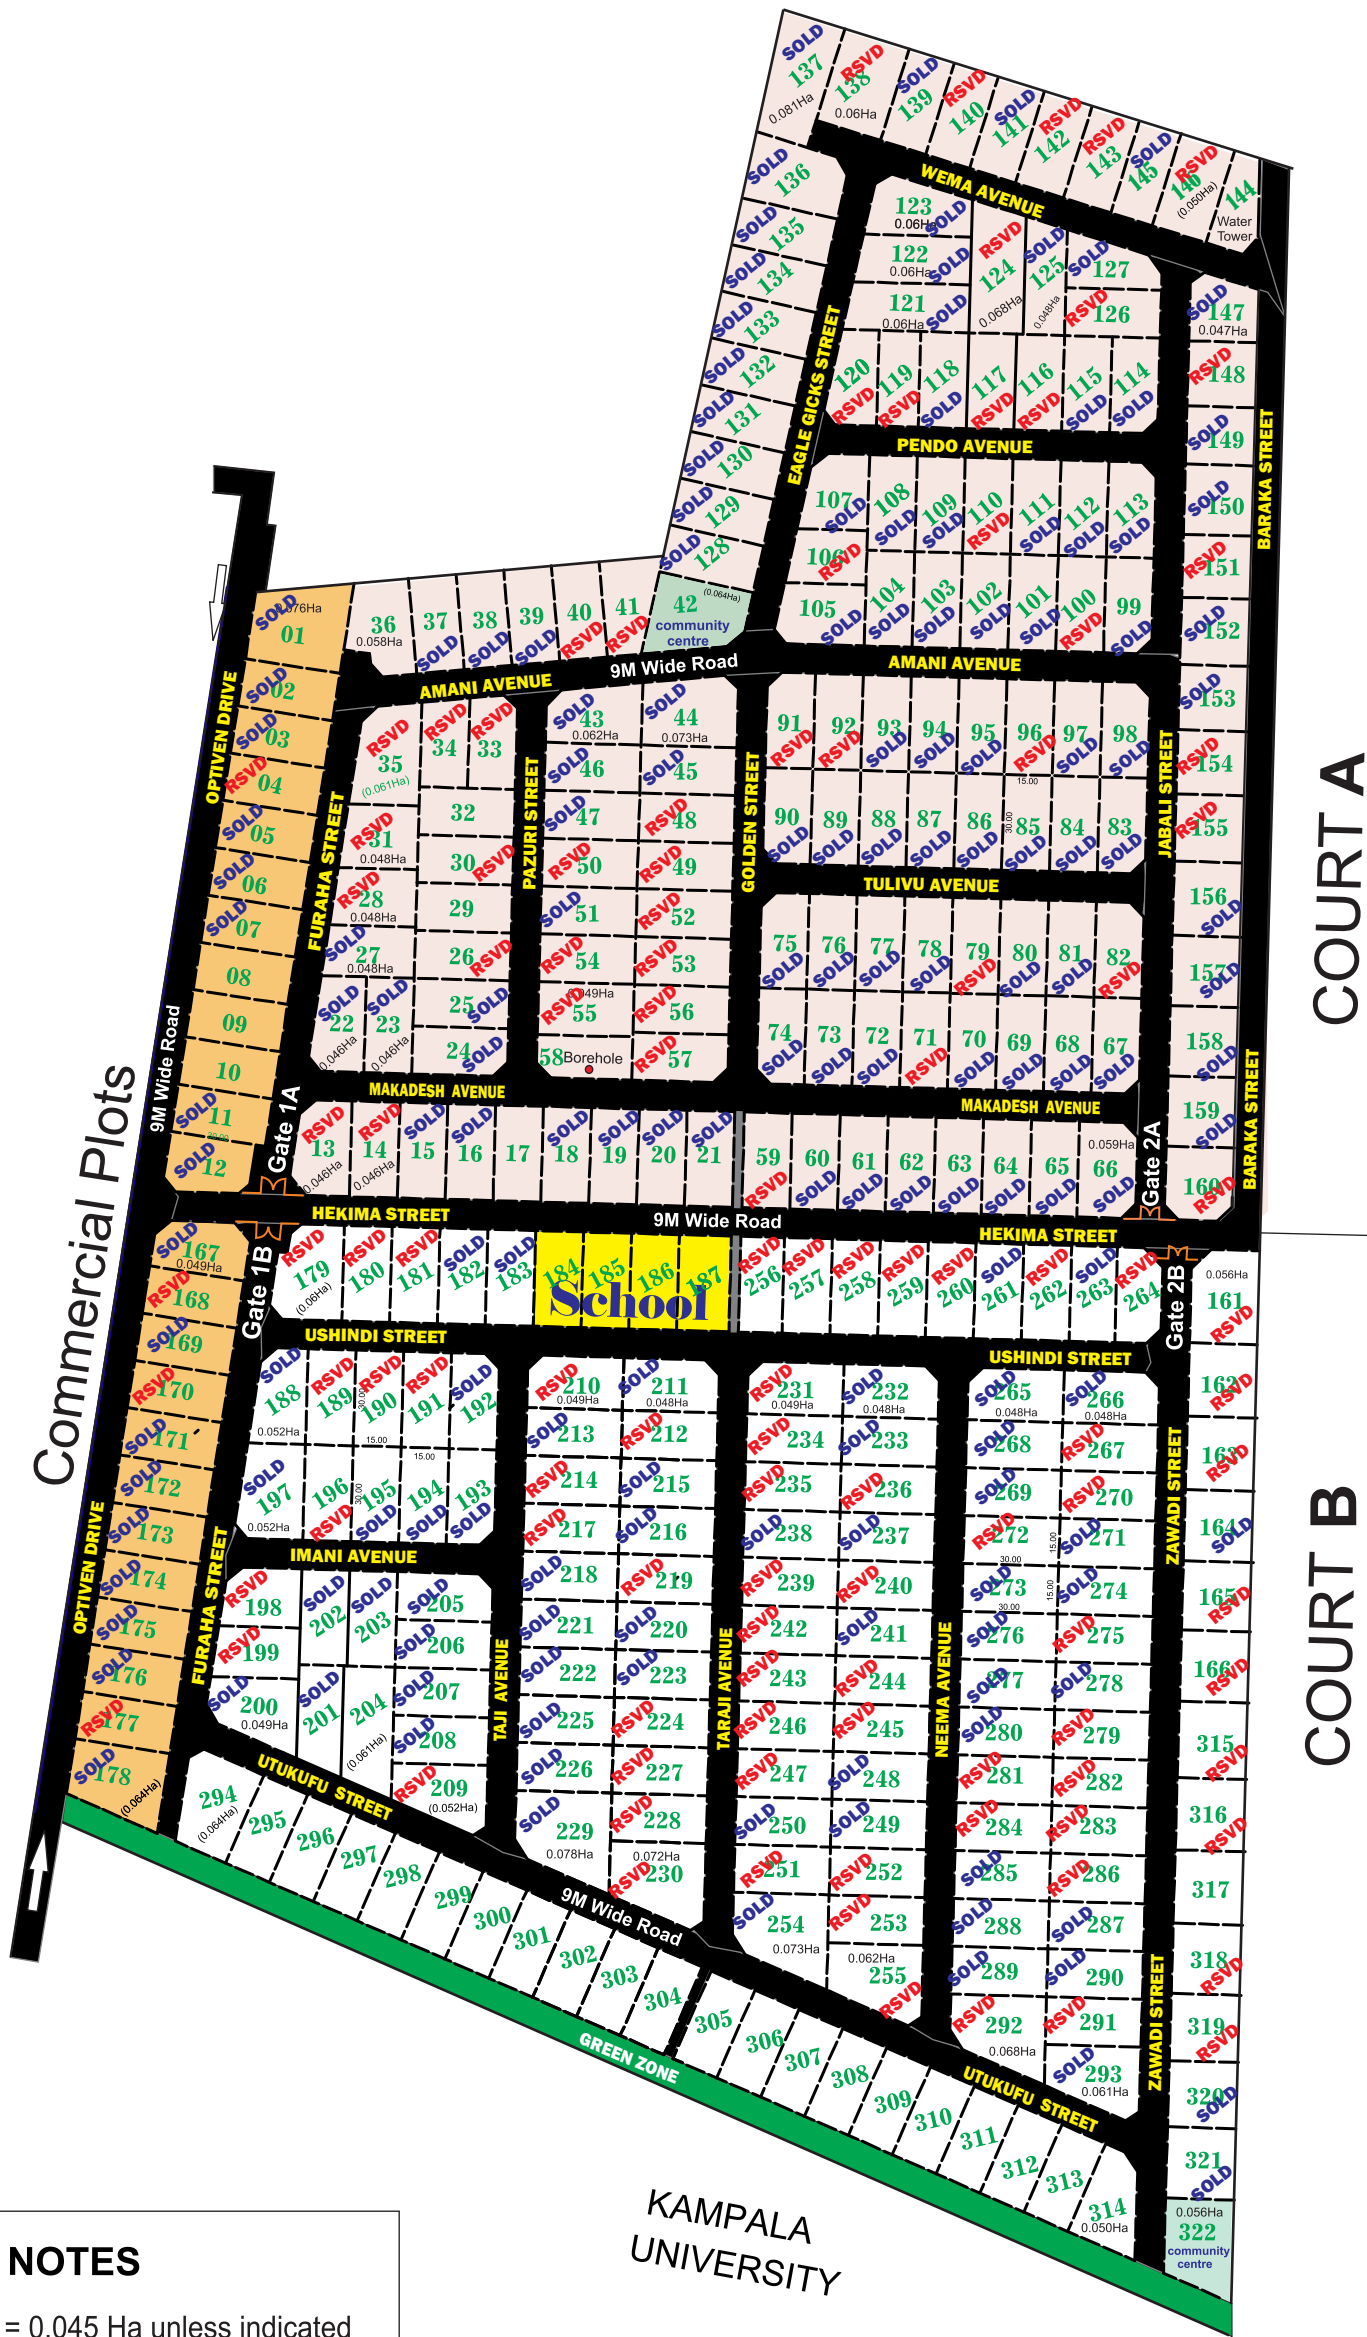 SOLD
137
0.081Ha
RSVD
138
0.06Ha
SOLD
139
RSVD
140
SOLD
141
RSVD
142
RSVD
143
SOLD
145
RSVD
146
(0.050Ha)
144
Water
Tower
WEMA AVENUE
SOLD
136
SOLD
135
SOLD
134
SOLD
133
SOLD
132
SOLD
131
SOLD
130
SOLD
129
SOLD
128
EAGLE GICKS STREET
123
SOLD
0.06Ha
122
SOLD
0.06Ha
121
SOLD
0.06Ha
RSVD
124
0.068Ha
SOLD
125
0.048Ha
SOLD
127
RSVD
126
120
RSVD
119
RSVD
118
SOLD
117
RSVD
116
RSVD
115
SOLD
114
SOLD
PENDO AVENUE
SOLD
147
0.047Ha
RSVD
148
SOLD
149
SOLD
150
RSVD
151
SOLD
152
SOLD
153
RSVD
154
RSVD
155
156
SOLD
157
SOLD
158
SOLD
159
SOLD
160
RSVD
BARAKA STREET
BARAKA STREET
107
SOLD
108
SOLD
109
SOLD
110
RSVD
111
SOLD
112
SOLD
113
SOLD
106
RSVD
105
SOLD
104
SOLD
103
SOLD
102
SOLD
101
SOLD
100
RSVD
99
SOLD
42
(0.064Ha)
community
centre
9M Wide Road
AMANI AVENUE
AMANI AVENUE
36
0.058Ha
37
SOLD
38
SOLD
39
SOLD
40
RSVD
41
RSVD
SOLD
0.076Ha
01
SOLD
02
SOLD
03
RSVD
04
SOLD
05
SOLD
06
SOLD
07
08
09
10
SOLD
11
30.00
SOLD
12
OPTIVEN DRIVE
9M Wide Road
FURAHA STREET
Gate 1A
RSVD
35
(0.061Ha)
RSVD
34
RSVD
33
RSVD
31
0.048Ha
32
30
RSVD
RSVD
28
0.048Ha
29
SOLD
27
0.048Ha
26
RSVD
SOLD
22
0.046Ha
SOLD
23
0.046Ha
25
SOLD
24
SOLD
PAZURI STREET
SOLD
43
0.062Ha
SOLD
44
0.073Ha
SOLD
46
SOLD
45
SOLD
47
RSVD
48
RSVD
50
RSVD
49
SOLD
51
RSVD
52
RSVD
54
RSVD
53
0.049Ha
RSVD
55
RSVD
56
58
Borehole
RSVD
57
GOLDEN STREET
91
RSVD
92
RSVD
93
SOLD
94
SOLD
95
SOLD
96
RSVD
15.00
97
SOLD
98
SOLD
90
SOLD
89
SOLD
88
SOLD
87
SOLD
86
SOLD
30.00
85
SOLD
84
SOLD
83
SOLD
TULIVU AVENUE
JABALI STREET
75
SOLD
76
SOLD
77
SOLD
78
SOLD
79
RSVD
80
SOLD
81
SOLD
82
RSVD
74
SOLD
73
SOLD
72
SOLD
71
RSVD
70
SOLD
69
SOLD
68
SOLD
67
SOLD
MAKADESH AVENUE
MAKADESH AVENUE
RSVD
13
0.046Ha
RSVD
14
0.046Ha
SOLD
15
SOLD
16
17
SOLD
18
SOLD
19
SOLD
20
SOLD
21
59
RSVD
60
SOLD
61
SOLD
62
SOLD
63
SOLD
64
SOLD
65
SOLD
0.059Ha
66
SOLD
Gate 2A
HEKIMA STREET
9M Wide Road
HEKIMA STREET
COURT A
COURT B
Commercial Plots
SOLD
167
0.049Ha
RSVD
168
SOLD
169
RSVD
170
SOLD
171
SOLD
172
SOLD
173
SOLD
174
SOLD
175
SOLD
176
RSVD
177
SOLD
178
(0.064Ha)
OPTIVEN DRIVE
FURAHA STREET
Gate 1B
RSVD
179
(0.06Ha)
RSVD
180
RSVD
181
SOLD
182
SOLD
183
184
185
186
187
School
RSVD
256
RSVD
257
RSVD
258
RSVD
259
RSVD
260
SOLD
261
RSVD
262
SOLD
263
RSVD
264
Gate 2B
USHINDI STREET
USHINDI STREET
0.056Ha
161
RSVD
162
RSVD
163
RSVD
164
SOLD
165
RSVD
166
RSVD
315
RSVD
316
RSVD
317
318
RSVD
319
RSVD
320
SOLD
321
SOLD
0.056Ha
322
community
centre
ZAWADI STREET
ZAWADI STREET
SOLD
188
0.052Ha
RSVD
189
30.00
RSVD
190
15.00
RSVD
191
15.00
SOLD
192
SOLD
197
0.052Ha
196
RSVD
30.00
195
SOLD
194
SOLD
193
SOLD
IMANI AVENUE
RSVD
198
RSVD
199
SOLD
200
0.049Ha
SOLD
202
SOLD
203
SOLD
201
204
(0.061Ha)
SOLD
205
SOLD
206
SOLD
207
SOLD
208
RSVD
209
(0.052Ha)
TAJI AVENUE
RSVD
210
0.049Ha
SOLD
211
0.048Ha
SOLD
213
RSVD
212
RSVD
214
SOLD
215
RSVD
217
SOLD
216
SOLD
218
RSVD
219
SOLD
221
SOLD
220
SOLD
222
SOLD
223
SOLD
225
RSVD
224
SOLD
226
RSVD
227
SOLD
229
0.078Ha
RSVD
228
0.072Ha
RSVD
230
TARAJI AVENUE
RSVD
231
0.049Ha
SOLD
232
0.048Ha
RSVD
234
SOLD
233
RSVD
235
RSVD
236
SOLD
238
SOLD
237
RSVD
239
RSVD
240
RSVD
242
SOLD
241
RSVD
243
RSVD
244
RSVD
246
RSVD
245
RSVD
247
SOLD
248
SOLD
250
SOLD
249
RSVD
251
RSVD
252
SOLD
254
0.073Ha
RSVD
253
0.062Ha
255
RSVD
NEEMA AVENUE
SOLD
265
0.048Ha
SOLD
266
0.048Ha
SOLD
268
RSVD
267
SOLD
269
RSVD
270
RSVD
272
30.00
15.00
SOLD
271
SOLD
273
30.00
15.00
SOLD
274
SOLD
276
RSVD
275
SOLD
277
SOLD
278
SOLD
280
RSVD
279
RSVD
281
RSVD
282
RSVD
284
RSVD
283
SOLD
285
RSVD
286
SOLD
288
SOLD
287
SOLD
289
SOLD
290
RSVD
292
0.068Ha
RSVD
291
SOLD
293
0.061Ha
UTUKUFU STREET
9M Wide Road
UTUKUFU STREET
294
(0.064Ha)
295
296
297
298
299
300
301
302
303
304
305
306
307
308
309
310
311
312
313
314
0.050Ha
GREEN ZONE
KAMPALA
UNIVERSITY
NOTES
= 0.045 Ha unless indicated